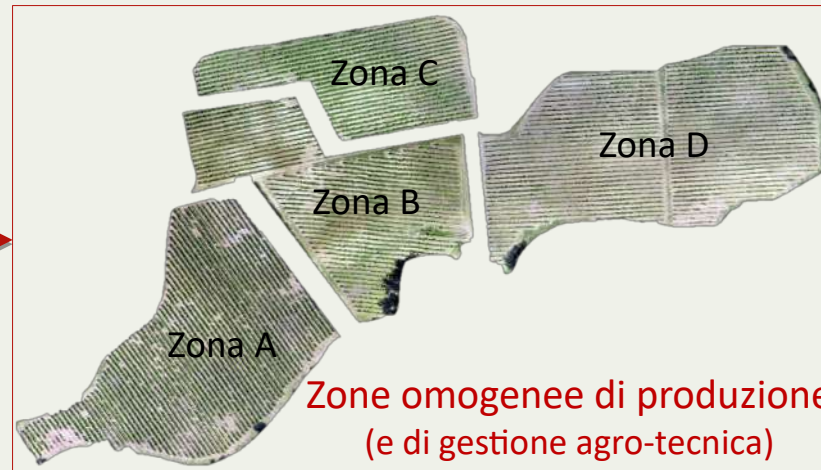 Zona C
Zona D
Zona B
Zona A
Zone omogenee di produzione
(e di gestione agro-tecnica)